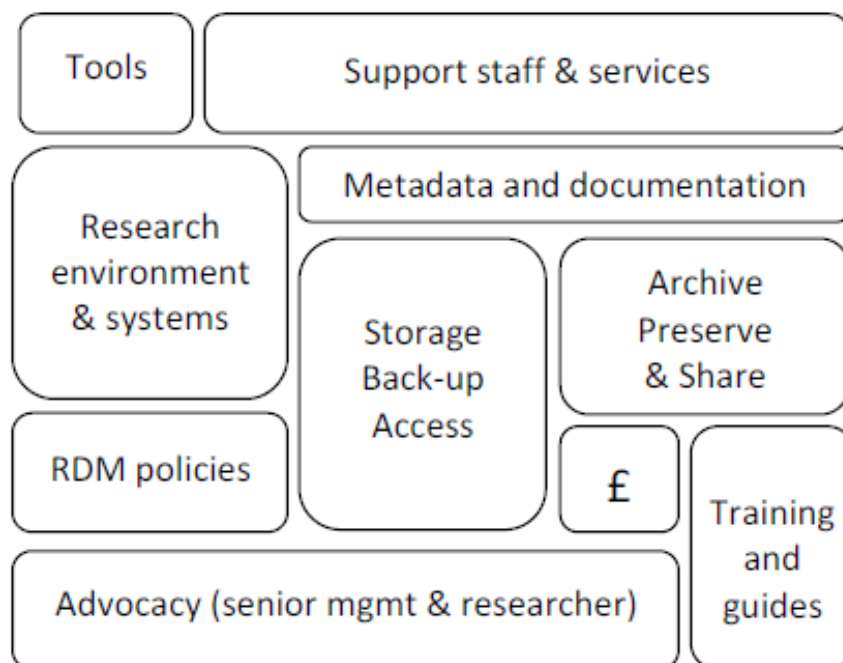 Tools
Support staff & services
Research
environment
& systems
Metadata and documentation
Storage
Back-up
Access
Archive
Preserve
& Share
RDM policies
£
Training
and
guides
Advocacy (senior mgmt & researcher)